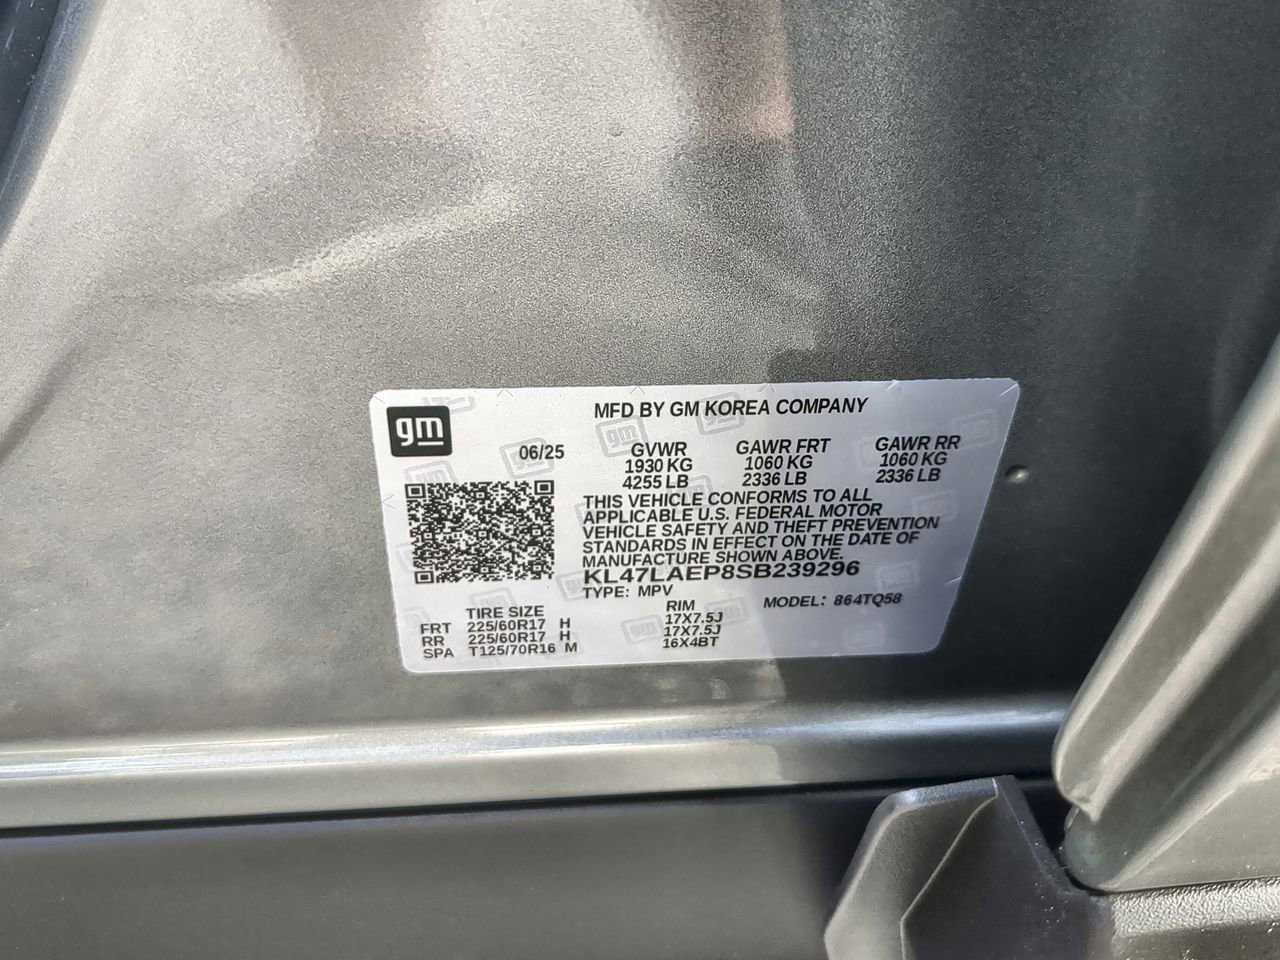 gm
MFD BY GM KOREA COMPANY
06/25
GVWR GAWR FRT GAWR RR
1930 KG 1060 KG 1060 KG
4255 LB 2336 LB 2336 LB
THIS VEHICLE CONFORMS TO ALL
APPLICABLE U.S. FEDERAL MOTOR
VEHICLE SAFETY AND THEFT PREVENTION
STANDARDS IN EFFECT ON THE DATE OF
MANUFACTURE SHOWN ABOVE.
KL47LAEP8SB239296
TYPE: MPV MODEL: 864TQ58
TIRE SIZE RIM
FRT 225/60R17 H 17X7.5J
RR 225/60R17 H 17X7.5J
SPA T125/70R16 M 16X4BT